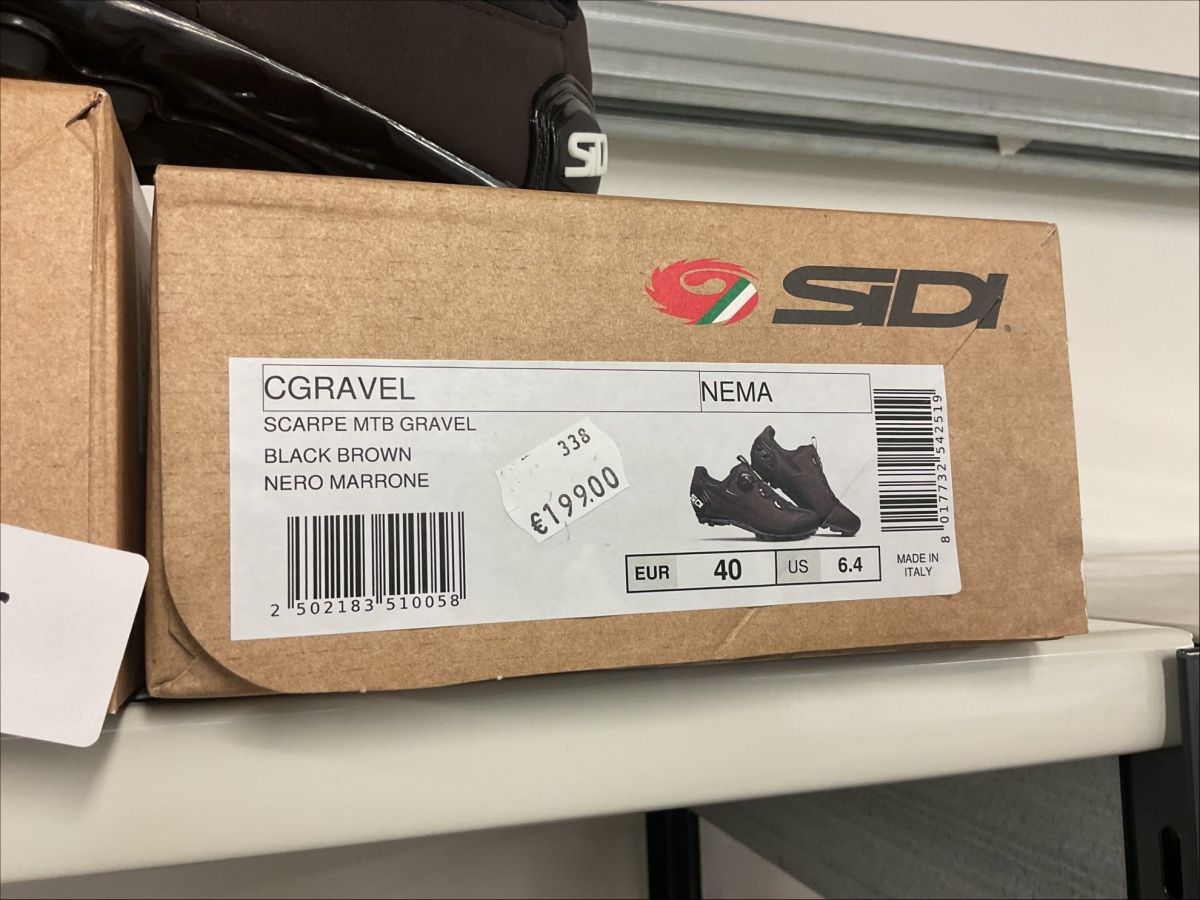 SIDI
SIDI
CGRAVEL
NEMA
SCARPE MTB GRAVEL
BLACK BROWN
NERO MARRONE
338
€199.00
SIDI
2 502183 510058
EUR 40 US 6.4
8 017732 542519
MADE IN
ITALY